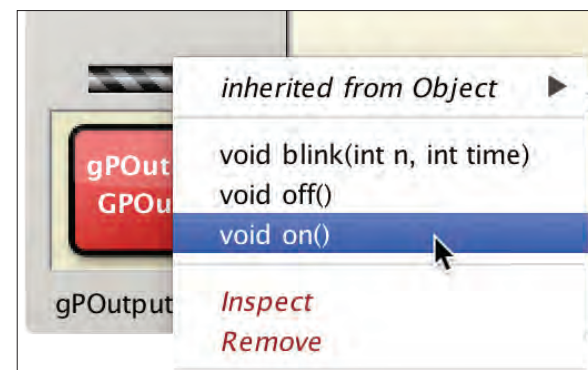 inherited from Object
gPOut
GPOu
void blink(int n, int time)
void off()
void on()
gPOutput
Inspect
Remove